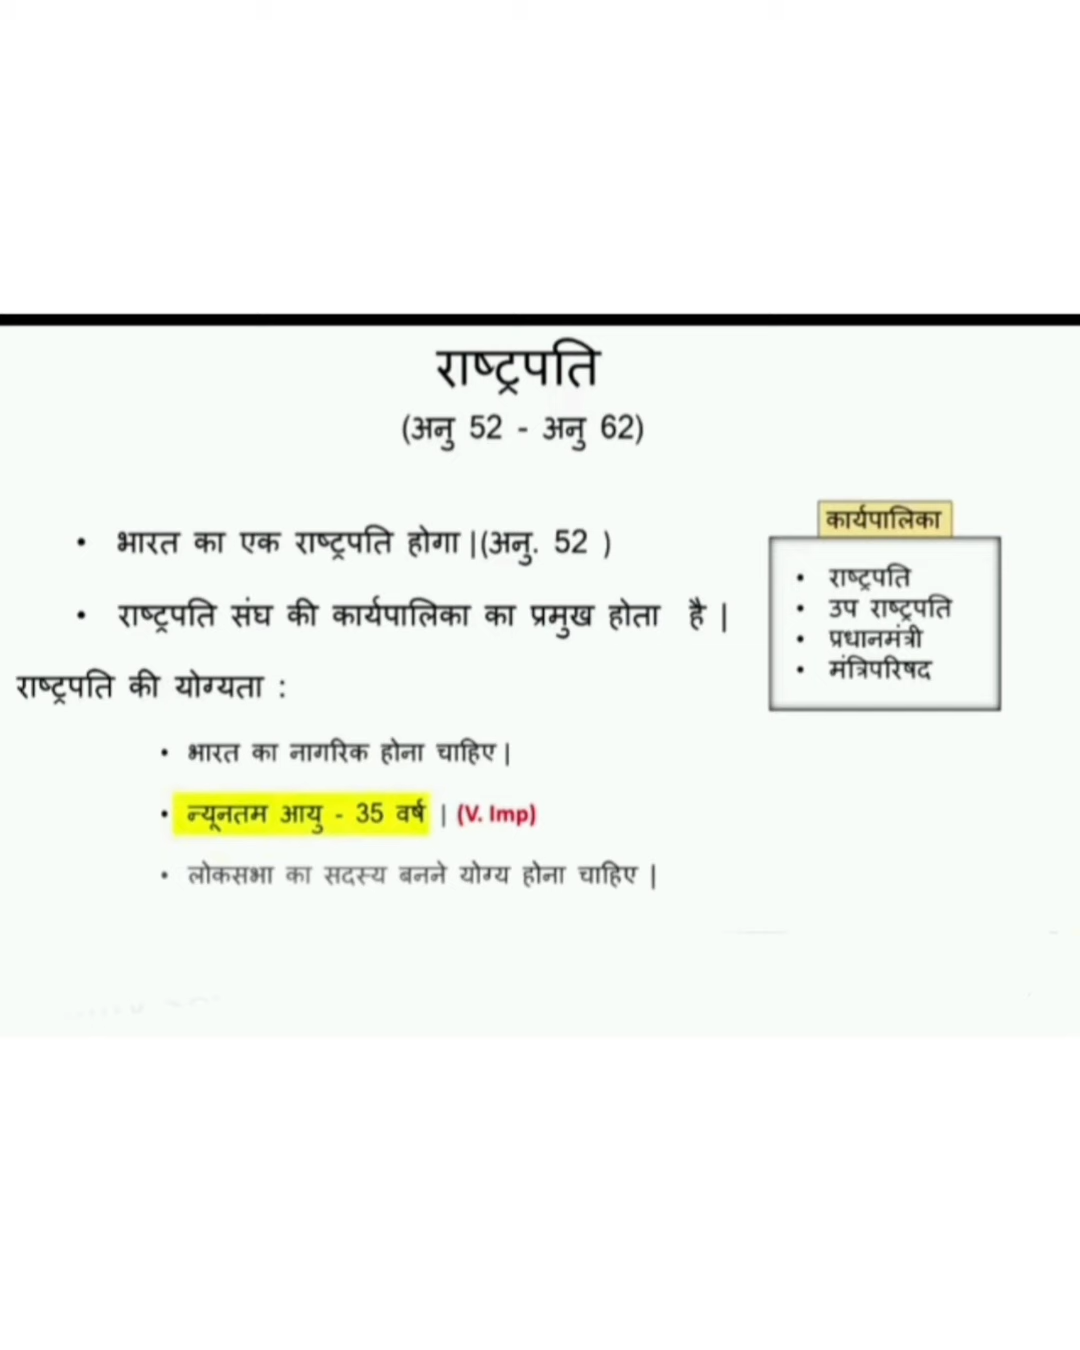 राष्ट्रपति
(अनु 52 - अनु 62)
• भारत का एक राष्ट्रपति होगा |(अनु. 52 )
• राष्ट्रपति संघ की कार्यपालिका का प्रमुख होता है |
राष्ट्रपति की योग्यता :
• भारत का नागरिक होना चाहिए |
• न्यूनतम आयु - 35 वर्ष | (V. Imp)
• लोकसभा का सदस्य बनने योग्य होना चाहिए |
कार्यपालिका
• राष्ट्रपति
• उप राष्ट्रपति
• प्रधानमंत्री
• मंत्रिपरिषद